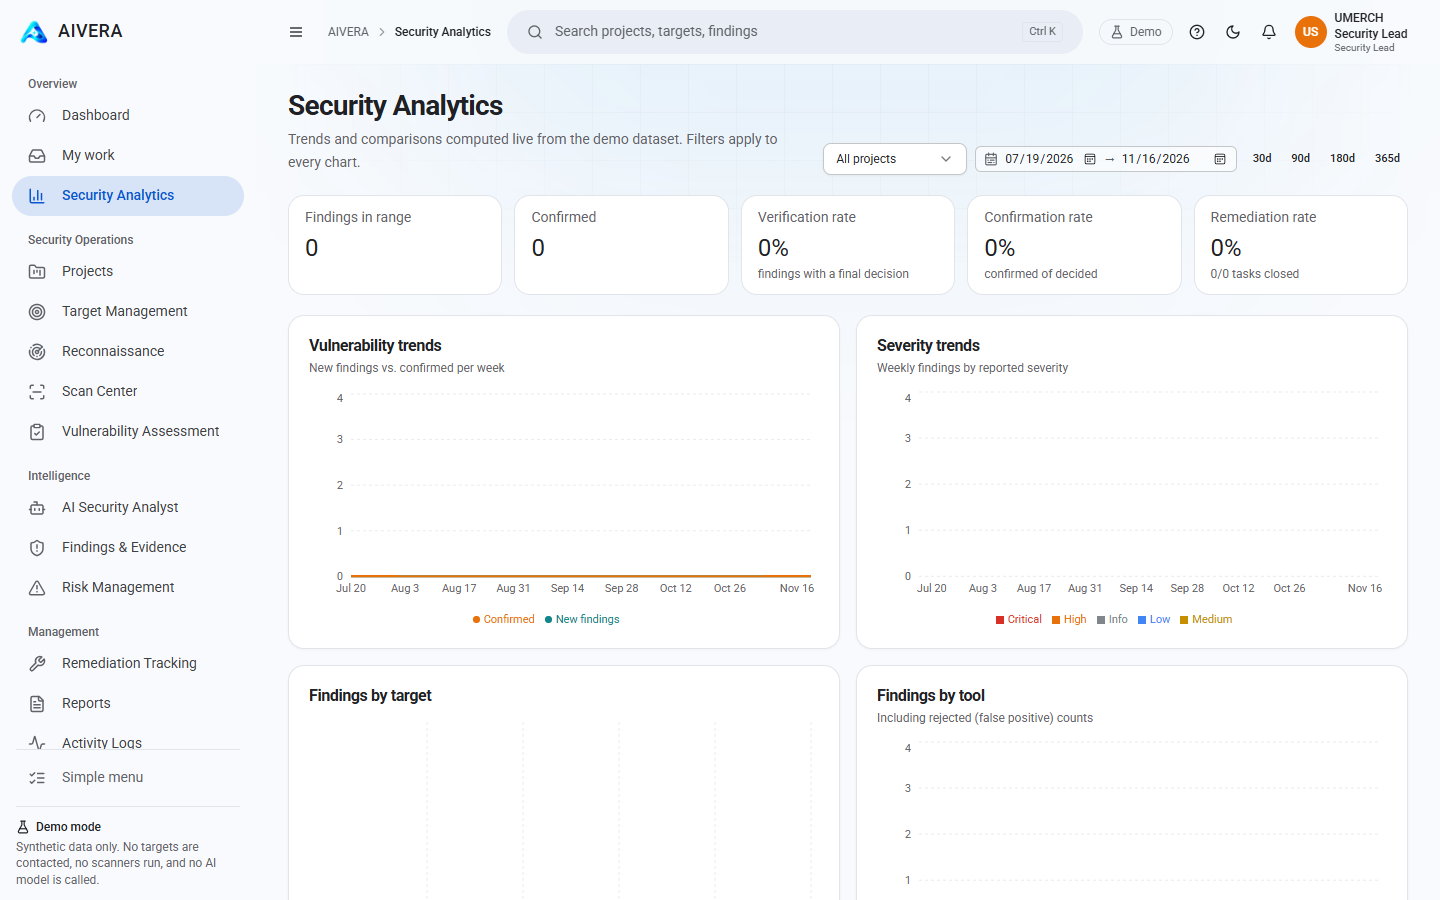 AIVERA
AIVERA > Security Analytics
Search projects, targets, findings
Ctrl K
Demo
US
UMERCH
Security Lead
Security Lead
Overview
Dashboard
My work
Security Analytics
Security Operations
Projects
Target Management
Reconnaissance
Scan Center
Vulnerability Assessment
Intelligence
AI Security Analyst
Findings & Evidence
Risk Management
Management
Remediation Tracking
Reports
Activity Logs
Simple menu
Demo mode
Synthetic data only. No targets are
contacted, no scanners run, and no AI
model is called.
Security Analytics
Trends and comparisons computed live from the demo dataset. Filters apply to
every chart.
All projects
07/19/2026 → 11/16/2026
30d 90d 180d 365d
Findings in range
0
Confirmed
0
Verification rate
0%
findings with a final decision
Confirmation rate
0%
confirmed of decided
Remediation rate
0%
0/0 tasks closed
Vulnerability trends
New findings vs. confirmed per week
4
3
2
1
0
Jul 20 Aug 3 Aug 17 Aug 31 Sep 14 Sep 28 Oct 12 Oct 26 Nov 16
Confirmed New findings
Severity trends
Weekly findings by reported severity
4
3
2
1
0
Jul 20 Aug 3 Aug 17 Aug 31 Sep 14 Sep 28 Oct 12 Oct 26 Nov 16
Critical High Info Low Medium
Findings by target
Findings by tool
Including rejected (false positive) counts
4
3
2
1